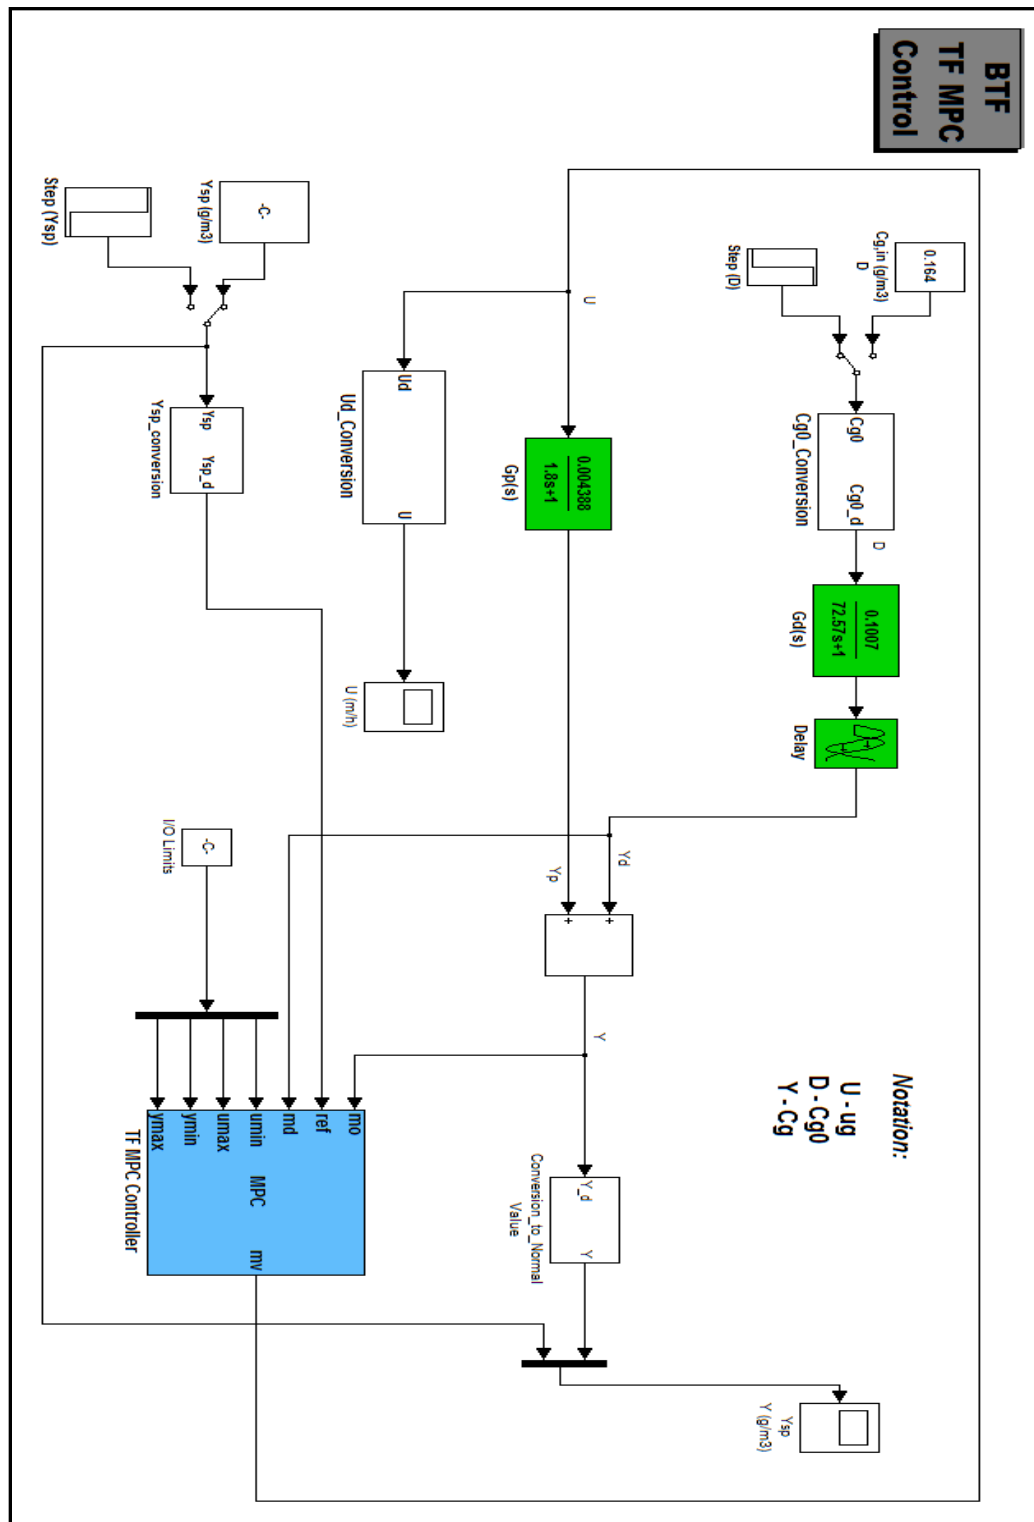 BTF
TF MPC
Control
0.164
Cg,in (g/m3)
D
Step (D)
Cg0
Cg0_d
Cg0_Conversion
D
0.1007
72.57s+1
Gd(s)
Delay
Notation:
U - ug
D - Cg0
Y - Cg
U
0.004388
1.8s+1
Gp(s)
Yd
Yp
+
+
Y
Y_d
Y
Conversion_to_Normal
Value
Ysp
Y (g/m3)
Ud
U
Ud_Conversion
U (m/h)
-C-
Ysp (g/m3)
Step (Ysp)
Ysp
Ysp_d
Ysp_conversion
-C-
I/O Limits
mo
ref
md
umin
umax
ymin
ymax
MPC
mv
TF MPC Controller